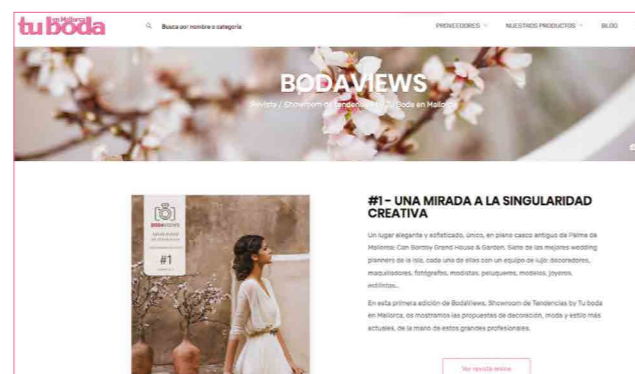 tu boda
en Mallorca
Busca por nombre o categoría
PROVEEDORES
NUESTROS PRODUCTOS
BLOG
BODAVIEWS
Revista / Showroom de Tendencias by Tu Boda en Mallorca
BODAVIEWS
#1
#1 - UNA MIRADA A LA SINGULARIDAD
CREATIVA
Un lugar elegante y sofisticado, único, en pleno casco antiguo de Palma de
Mallorca: Can Bordoy Grand House & Garden. Siete de las mejores wedding
planners de la isla, cada una de ellas con un equipo de lujo: decoradores,
maquilladores, fotógrafos, modistas, peluqueros, modelos, joyeros,
estilistas...
En esta primera edición de BodaViews, Showroom de Tendencias by Tu boda
en Mallorca, os mostramos las propuestas de decoración, moda y estilo más
actuales, de la mano de estos grandes profesionales.
Ver revista online